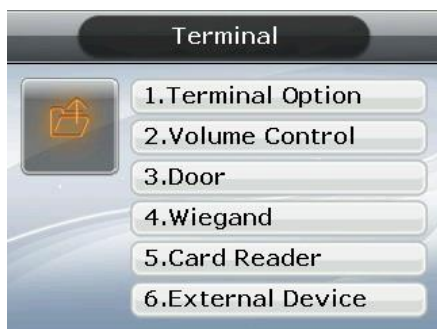 Terminal
1.Terminal Option
2.Volume Control
3.Door
4.Wiegand
5.Card Reader
6.External Device